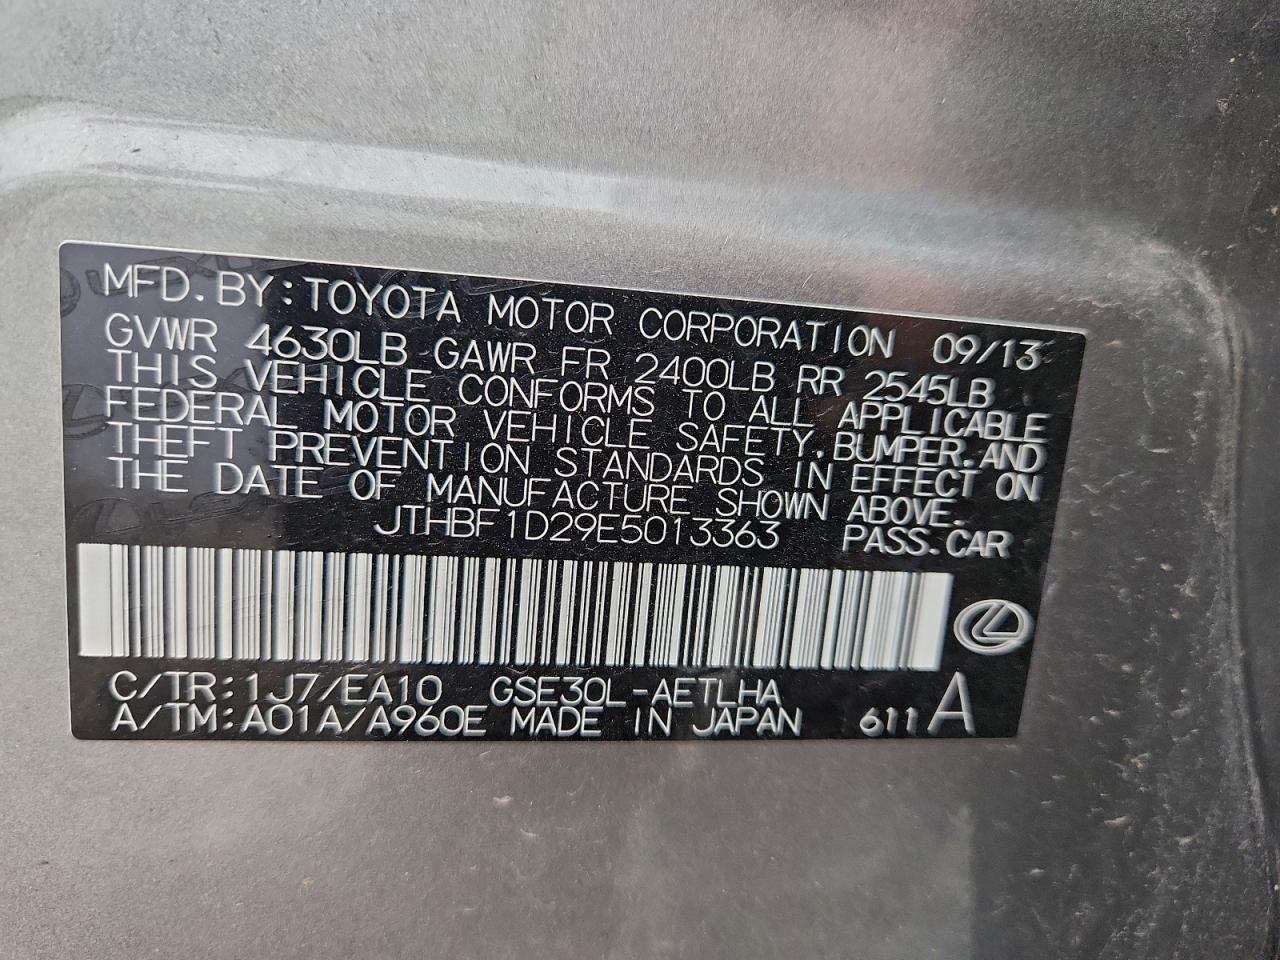 MFD. BY: TOYOTA MOTOR CORPORATION 09/13
GVWR 4630LB GAWR FR 2400LB RR 2545LB
THIS VEHICLE CONFORMS TO ALL APPLICABLE
FEDERAL MOTOR VEHICLE SAFETY, BUMPER, AND
THEFT PREVENTION STANDARDS IN EFFECT ON
THE DATE OF MANUFACTURE SHOWN ABOVE.
JTHBF1D29E5013363 PASS. CAR
C/TR: 1J7/EA10 GSE30L-AETLHA
A/TM: A01A/A960E MADE IN JAPAN 611 A